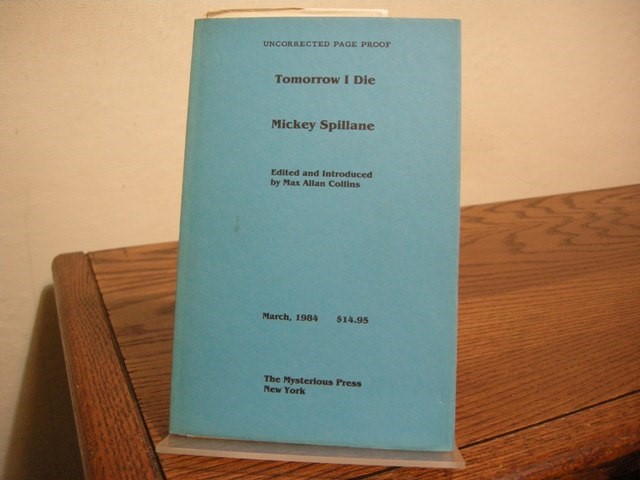 UNCORRECTED PAGE PROOF
Tomorrow I Die
Mickey Spillane
Edited and Introduced
by Max Allan Collins
March, 1984 $14.95
The Mysterious Press
New York